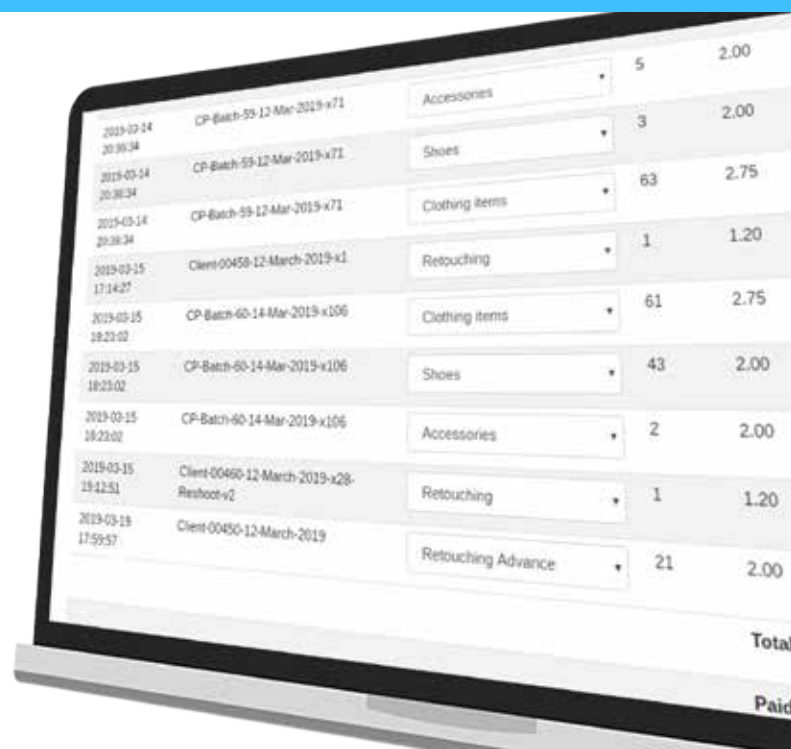 2019-03-14 CP-Batch-59-12-Mar-2019-x71 Accessories 5 2.00
20:38:34
2019-03-14 CP-Batch-59-12-Mar-2019-x71 Shoes 3 2.00
20:38:34
2019-03-14 CP-Batch-59-12-Mar-2019-x71 Clothing items 63 2.75
20:38:34
2019-03-15 Client-00458-12-March-2019-x1 Retouching 1 1.20
17:14:27
2019-03-15 CP-Batch-60-14-Mar-2019-x106 Clothing items 61 2.75
18:23:02
2019-03-15 CP-Batch-60-14-Mar-2019-x106 Shoes 43 2.00
18:23:02
2019-03-15 CP-Batch-60-14-Mar-2019-x106 Accessories 2 2.00
18:23:02
2019-03-15 Client-00460-12-March-2019-x28- Retouching 1 1.20
19:12:51 Reshoot-v2
2019-03-19 Client-00450-12-March-2019 Retouching Advance 21 2.00
17:59:57
Total
Paid